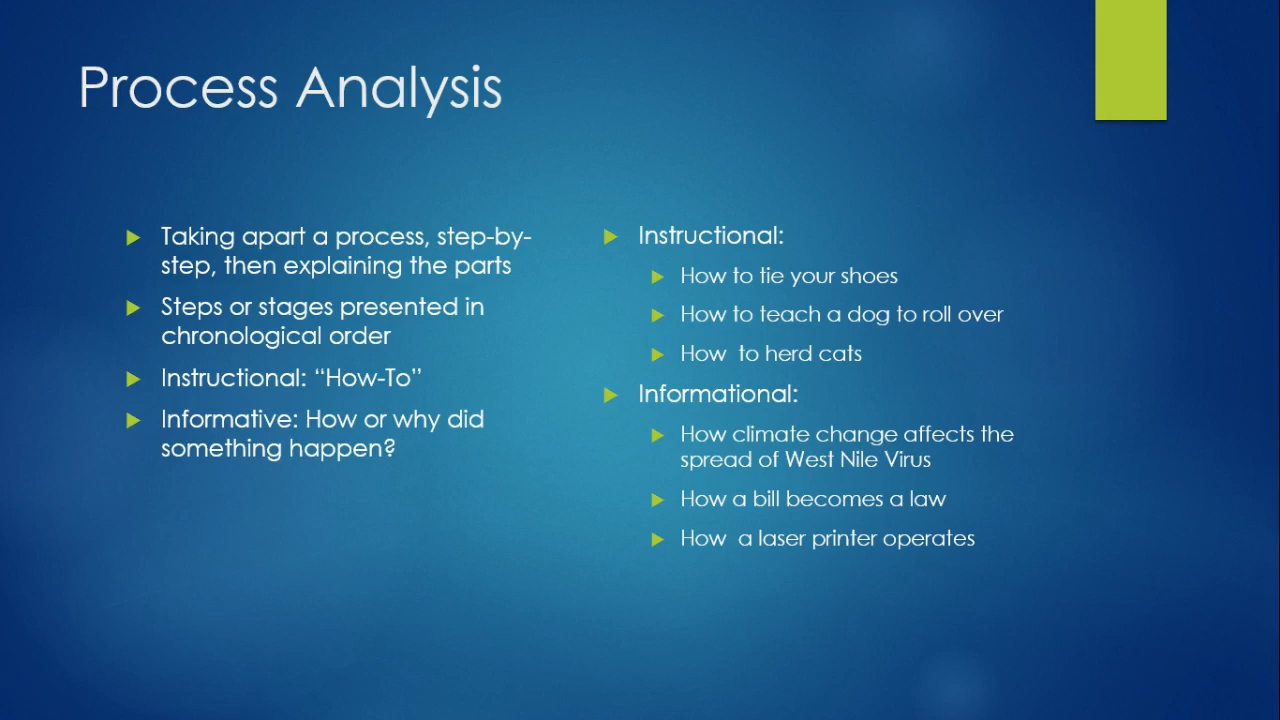 Process Analysis
Taking apart a process, step-by-
step, then explaining the parts
Steps or stages presented in
chronological order
Instructional: “How-To”
Informative: How or why did
something happen?
Instructional:
How to tie your shoes
How to teach a dog to roll over
How  to herd cats
Informational:
How climate change affects the
spread of West Nile Virus
How a bill becomes a law
How  a laser printer operates